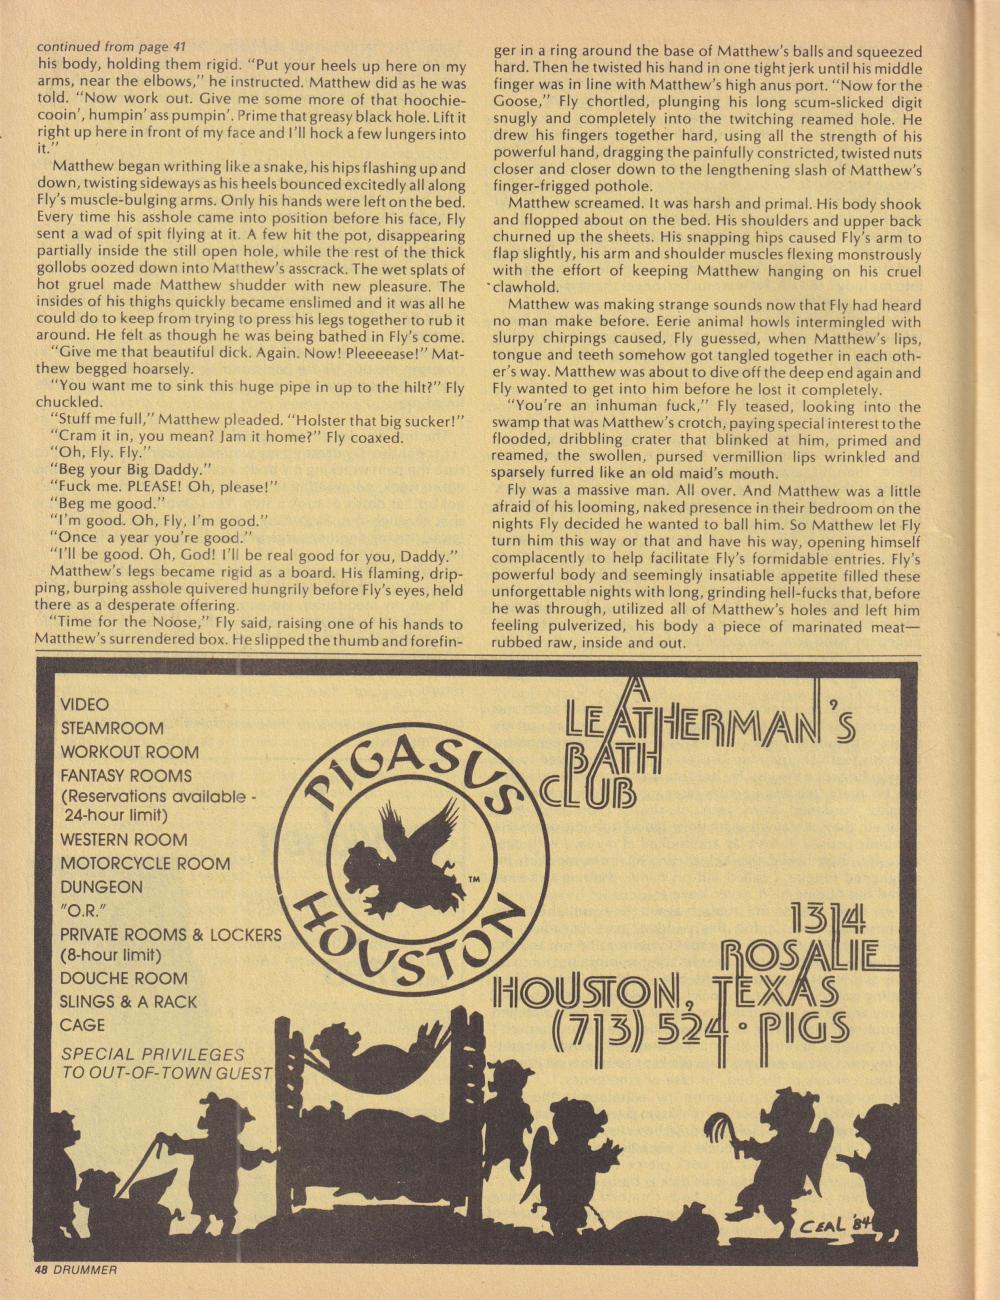 continued from page 41
his body, holding them rigid. “Put your heels up here on my
arms, near the elbows,” he instructed. Matthew did as he was
told. “Now work out. Give me some more of that hoochie-
cooin’, humpin’ ass pumpin’. Prime that greasy black hole. Lift it
right up here in front of my face and I’ll hock a few lungers into
it.”
Matthew began writhing like a snake, his hips flashing up and
down, twisting sideways as his heels bounced excitedly all along
Fly’s muscle-bulging arms. Only his hands were left on the bed.
Every time his asshole came into position before his face, Fly
sent a wad of spit flying at it. A few hit the pot, disappearing
partially inside the still open hole, while the rest of the thick
gollobs oozed down into Matthew’s asscrack. The wet splats of
hot gruel made Matthew shudder with new pleasure. The
insides of his thighs quickly became enslimed and it was all he
could do to keep from trying to press his legs together to rub it
around. He felt as though he was being bathed in Fly’s come.
“Give me that beautiful dick. Again. Now! Pleeeease!” Mat-
thew begged hoarsely.
“You want me to sink this huge pipe in up to the hilt?” Fly
chuckled.
“Stuff me full,” Matthew pleaded. “Holster that big sucker!”
“Cram it in, you mean? Jam it home?” Fly coaxed.
“Oh, Fly. Fly.”
“Beg your Big Daddy.”
“Fuck me. PLEASE! Oh, please!”
“Beg me good.”
“I’m good. Oh, Fly, I’m good.”
“Once a year you’re good.”
“I’ll be good. Oh, God! I’ll be real good for you, Daddy.”
Matthew’s legs became rigid as a board. His flaming, drip-
ping, burping asshole quivered hungrily before Fly’s eyes, held
there as a desperate offering.
“Time for the Noose,” Fly said, raising one of his hands to
Matthew’s surrendered box. He slipped the thumb and forefin-
ger in a ring around the base of Matthew’s balls and squeezed
hard. Then he twisted his hand in one tight jerk until his middle
finger was in line with Matthew’s high anus port. “Now for the
Goose,” Fly chortled, plunging his long scum-slicked digit
snugly and completely into the twitching reamed hole. He
drew his fingers together hard, using all the strength of his
powerful hand, dragging the painfully constricted, twisted nuts
closer and closer down to the lengthening slash of Matthew’s
finger-frigged pothole.
Matthew screamed. It was harsh and primal. His body shook
and flopped about on the bed. His shoulders and upper back
churned up the sheets. His snapping hips caused Fly’s arm to
flap slightly, his arm and shoulder muscles flexing monstrously
with the effort of keeping Matthew hanging on his cruel
clawhold.
Matthew was making strange sounds now that Fly had heard
no man make before. Eerie animal howls intermingled with
slurpy chirpings caused, Fly guessed, when Matthew’s lips,
tongue and teeth somehow got tangled together in each oth-
er’s way. Matthew was about to dive off the deep end again and
Fly wanted to get into him before he lost it completely.
“You’re an inhuman fuck,” Fly teased, looking into the
swamp that was Matthew’s crotch, paying special interest to the
flooded, dribbling crater that blinked at him, primed and
reamed, the swollen, pursed vermillion lips wrinkled and
sparsely furred like an old maid’s mouth.
Fly was a massive man. All over. And Matthew was a little
afraid of his looming, naked presence in their bedroom on the
nights Fly decided he wanted to ball him. So Matthew let Fly
turn him this way or that and have his way, opening himself
complacently to help facilitate Fly’s formidable entries. Fly’s
powerful body and seemingly insatiable appetite filled these
unforgettable nights with long, grinding hell-fucks that, before
he was through, utilized all of Matthew’s holes and left him
feeling pulverized, his body a piece of marinated meat—
rubbed raw, inside and out.
VIDEO
STEAMROOM
WORKOUT ROOM
FANTASY ROOMS
(Reservations available -
24-hour limit)
WESTERN ROOM
MOTORCYCLE ROOM
DUNGEON
"O.R."
PRIVATE ROOMS & LOCKERS
(8-hour limit)
DOUCHE ROOM
SLINGS & A RACK
CAGE
SPECIAL PRIVILEGES
TO OUT-OF-TOWN GUEST
PIGASUS
HOUSTON
TM
A
LEATHERMAN'S
BATH
CLUB
1314
ROSALIE
HOUSTON, TEXAS
(713) 524・PIGS
CEAL '84
48 DRUMMER